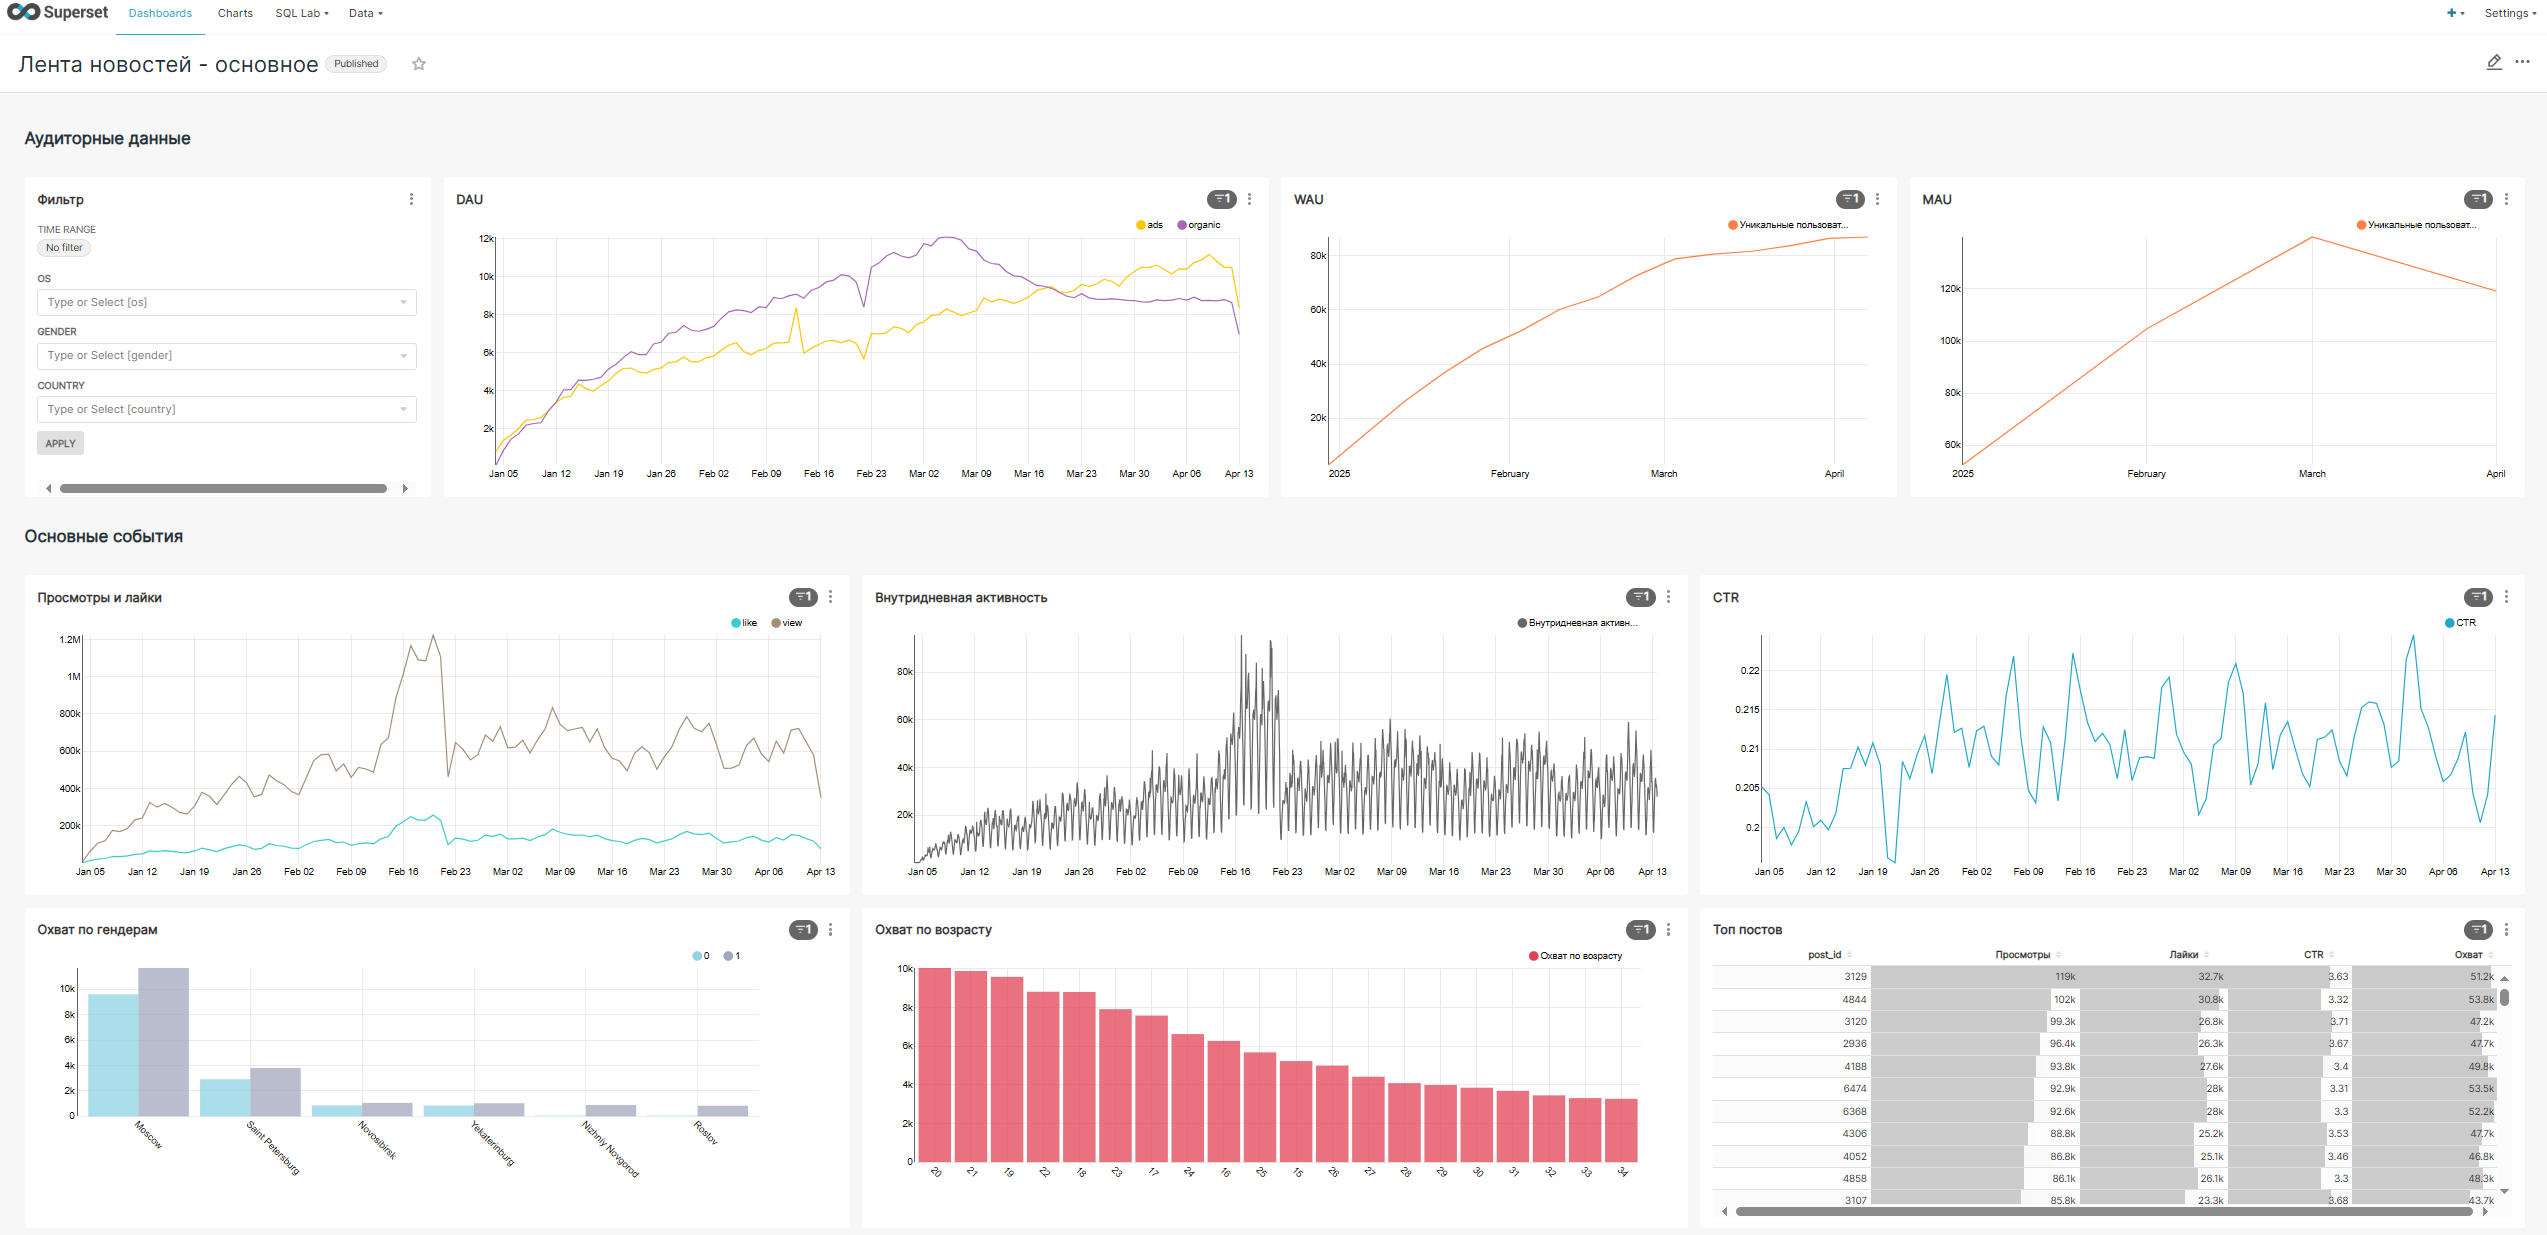 Superset Dashboards Charts SQL Lab Data Settings
Лента новостей - основное Published
Аудиторные данные
Фильтр
TIME RANGE
No filter
OS
Type or Select [os]
GENDER
Type or Select [gender]
COUNTRY
Type or Select [country]
APPLY
DAU 1
ads organic
12k
10k
8k
6k
4k
2k
Jan 05 Jan 12 Jan 19 Jan 26 Feb 02 Feb 09 Feb 16 Feb 23 Mar 02 Mar 09 Mar 16 Mar 23 Mar 30 Apr 06 Apr 13
WAU 1
Уникальные пользоват...
80k
60k
40k
20k
2025 February March April
MAU 1
Уникальные пользоват...
120k
100k
80k
60k
2025 February March April
Основные события
Просмотры и лайки 1
like view
1.2M
1M
800k
600k
400k
200k
Jan 05 Jan 12 Jan 19 Jan 26 Feb 02 Feb 09 Feb 16 Feb 23 Mar 02 Mar 09 Mar 16 Mar 23 Mar 30 Apr 06 Apr 13
Внутридневная активность 1
Внутридневная активн...
80k
60k
40k
20k
Jan 05 Jan 12 Jan 19 Jan 26 Feb 02 Feb 09 Feb 16 Feb 23 Mar 02 Mar 09 Mar 16 Mar 23 Mar 30 Apr 06 Apr 13
CTR 1
CTR
0.22
0.215
0.21
0.205
0.2
Jan 05 Jan 12 Jan 19 Jan 26 Feb 02 Feb 09 Feb 16 Feb 23 Mar 02 Mar 09 Mar 16 Mar 23 Mar 30 Apr 06 Apr 13
Охват по гендерам 1
0 1
10k
8k
6k
4k
2k
0
Moscow Saint Petersburg Novosibirsk Yekaterinburg Nizhniy Novgorod Rostov
Охват по возрасту 1
Охват по возрасту
10k
8k
6k
4k
2k
0
20 21 19 22 18 23 17 24 16 25 15 26 27 28 29 30 31 32 33 34
Топ постов 1
post_id Просмотры Лайки CTR Охват
3129 119k 32.7k 3.63 51.2k
4844 102k 30.8k 3.32 53.8k
3120 99.3k 26.8k 3.71 47.2k
2936 96.4k 26.3k 3.67 47.7k
4188 93.8k 27.6k 3.4 49.8k
6474 92.9k 28k 3.31 53.5k
6368 92.6k 28k 3.3 52.2k
4306 88.8k 25.2k 3.53 47.7k
4052 86.8k 25.1k 3.46 46.8k
4858 86.1k 26.1k 3.3 48.3k
3107 85.8k 23.3k 3.68 43.7k